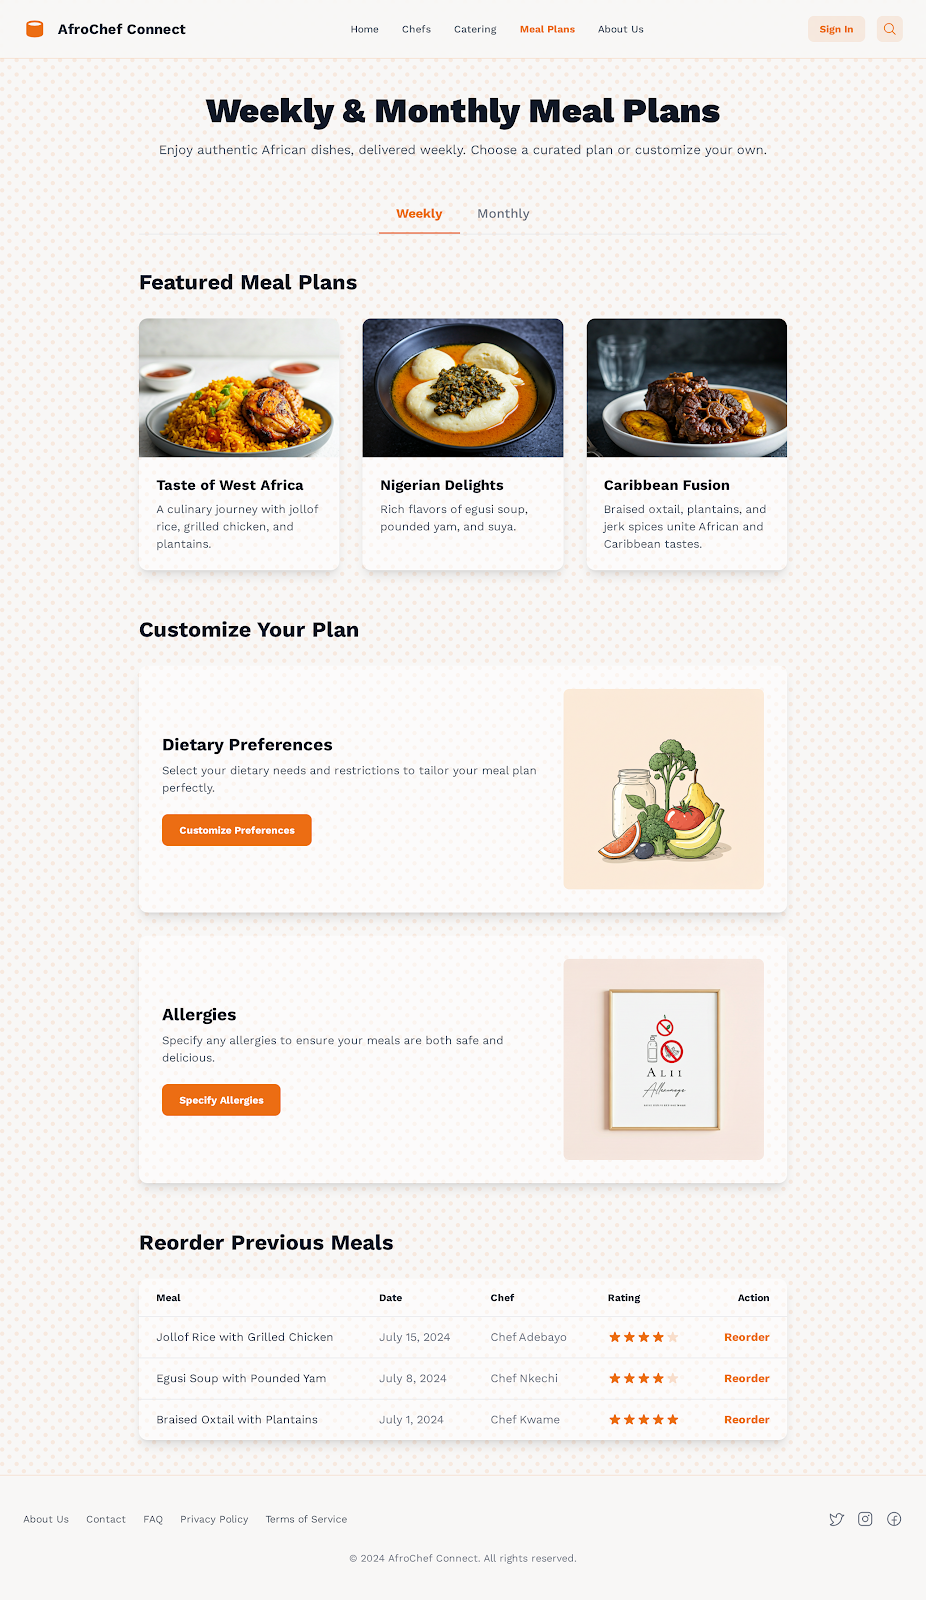 AfroChef Connect
Home
Chefs
Catering
Meal Plans
About Us
Sign In
Weekly & Monthly Meal Plans
Enjoy authentic African dishes, delivered weekly. Choose a curated plan or customize your own.
Weekly
Monthly
Featured Meal Plans
Taste of West Africa
A culinary journey with jollof
rice, grilled chicken, and
plantains.
Nigerian Delights
Rich flavors of egusi soup,
pounded yam, and suya.
Caribbean Fusion
Braised oxtail, plantains, and
jerk spices unite African and
Caribbean tastes.
Customize Your Plan
Dietary Preferences
Select your dietary needs and restrictions to tailor your meal plan
perfectly.
Customize Preferences
Allergies
Specify any allergies to ensure your meals are both safe and
delicious.
Specify Allergies
Reorder Previous Meals
Meal Date Chef Rating Action
Jollof Rice with Grilled Chicken July 15, 2024 Chef Adebayo Reorder
Egusi Soup with Pounded Yam July 8, 2024 Chef Nkechi Reorder
Braised Oxtail with Plantains July 1, 2024 Chef Kwame Reorder
About Us
Contact
FAQ
Privacy Policy
Terms of Service
© 2024 AfroChef Connect. All rights reserved.